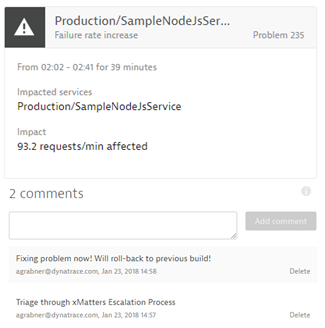 Production/SampleNodeJsSer...
Failure rate increase Problem 235
From 02:02 - 02:41 for 39 minutes
Impacted services
Production/SampleNodeJsService
Impact
93.2 requests/min affected
2 comments
Add comment
Fixing problem now! Will roll-back to previous build!
agrabner@dynatrace.com, Jan 23, 2018 14:58 Delete
Triage through xMatters Escalation Process
agrabner@dynatrace.com, Jan 23, 2018 14:57 Delete